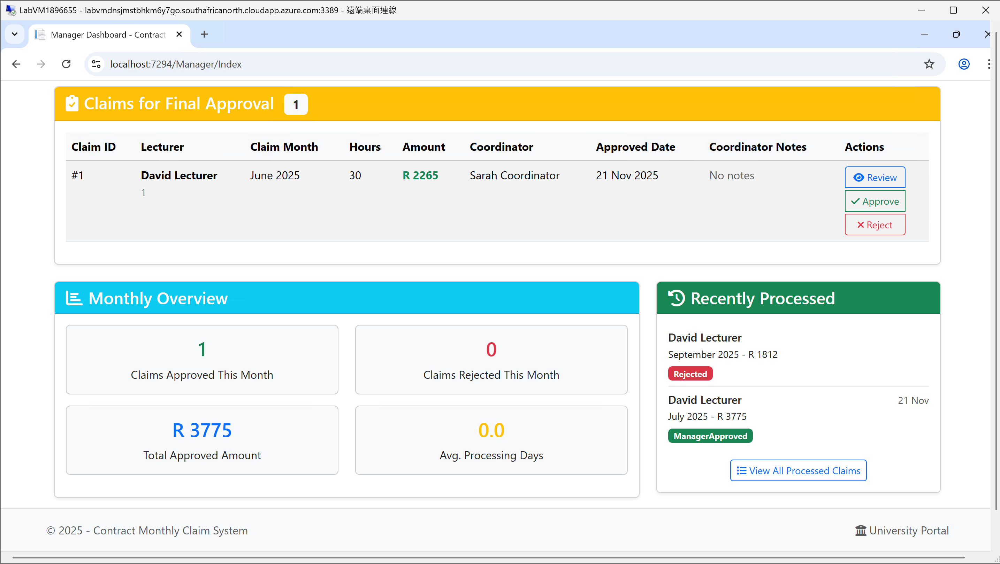 LabVM1896655 - labvmdnsjmstbhkm6y7go.southafricanorth.cloudapp.azure.com:3389 - 遠端桌面連線
Manager Dashboard - Contract
localhost:7294/Manager/Index
Claims for Final Approval 1
Claim ID Lecturer Claim Month Hours Amount Coordinator Approved Date Coordinator Notes Actions
#1 David Lecturer June 2025 30 R 2265 Sarah Coordinator 21 Nov 2025 No notes Review
1
Approve
Reject
Monthly Overview
1
Claims Approved This Month
0
Claims Rejected This Month
R 3775
Total Approved Amount
0.0
Avg. Processing Days
Recently Processed
David Lecturer
September 2025 - R 1812
Rejected
David Lecturer 21 Nov
July 2025 - R 3775
ManagerApproved
View All Processed Claims
© 2025 - Contract Monthly Claim System
University Portal